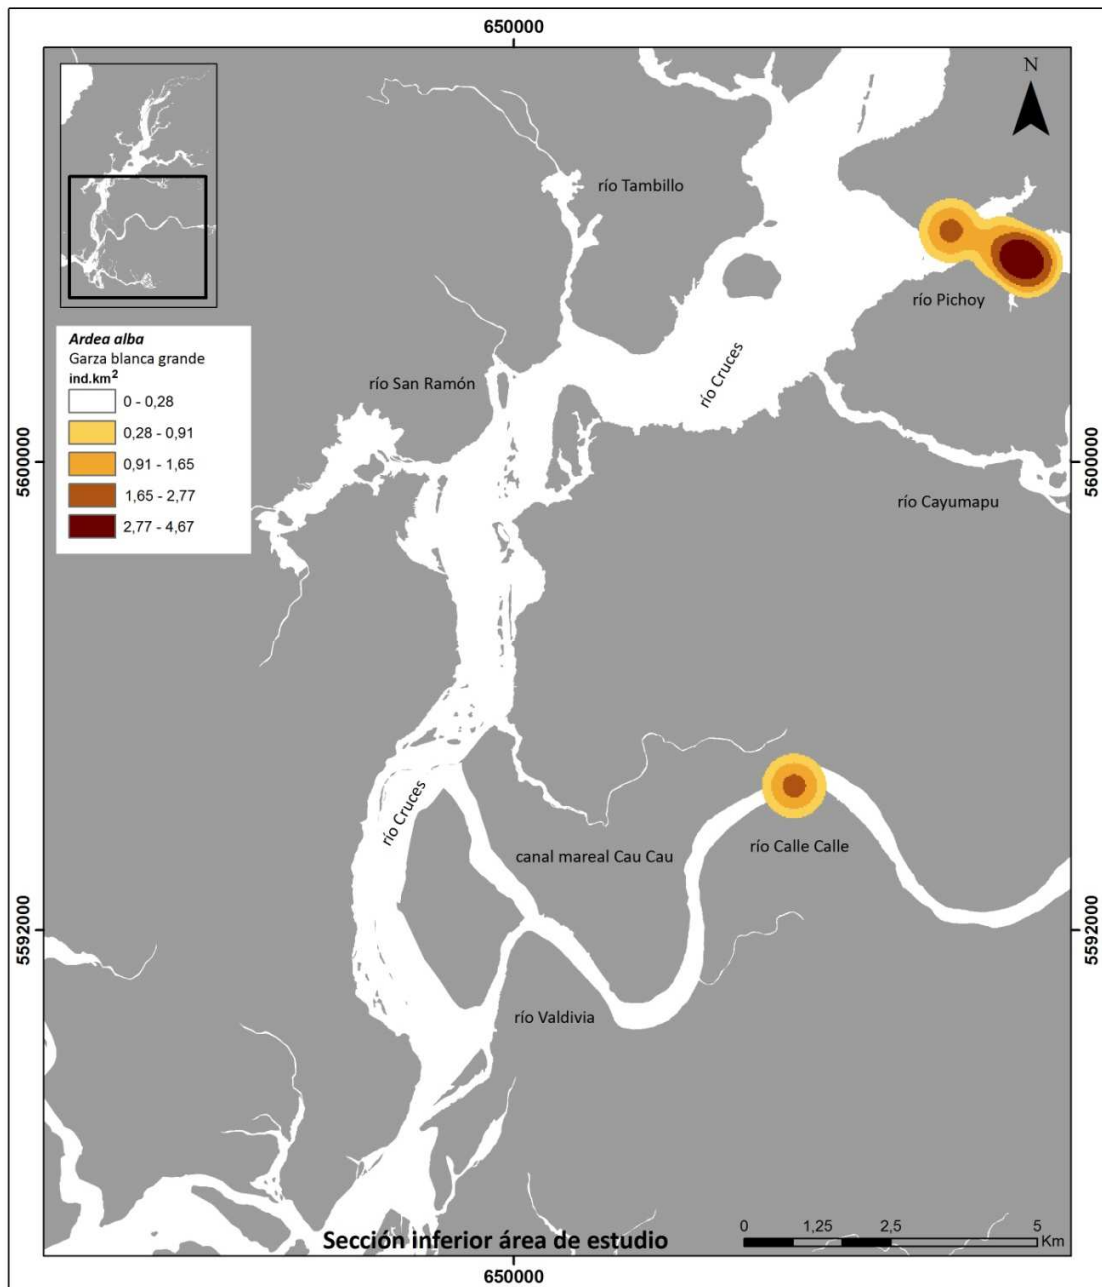 650000
N
río Tambillo
río Pichoy
Ardea alba
Garza blanca grande
ind.km²
0 - 0,28
0,28 - 0,91
0,91 - 1,65
1,65 - 2,77
2,77 - 4,67
río San Ramón
río Cruces
5600000
5600000
río Cayumapu
río Cruces
canal mareal Cau Cau
río Calle Calle
5592000
5592000
río Valdivia
Sección inferior área de estudio
0 1,25 2,5 5
Km
650000